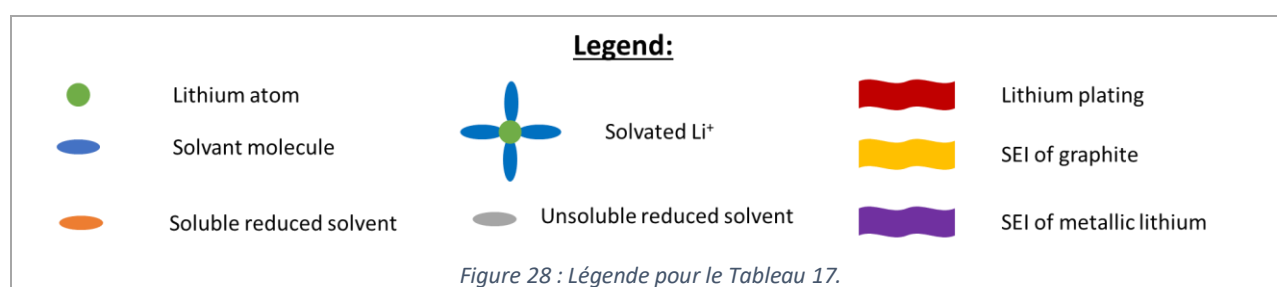 Legend:
Lithium atom
Solvated Li⁺
Lithium plating
Solvant molecule
SEI of graphite
Soluble reduced solvent
Unsoluble reduced solvent
SEI of metallic lithium
Figure 28 : Légende pour le Tableau 17.